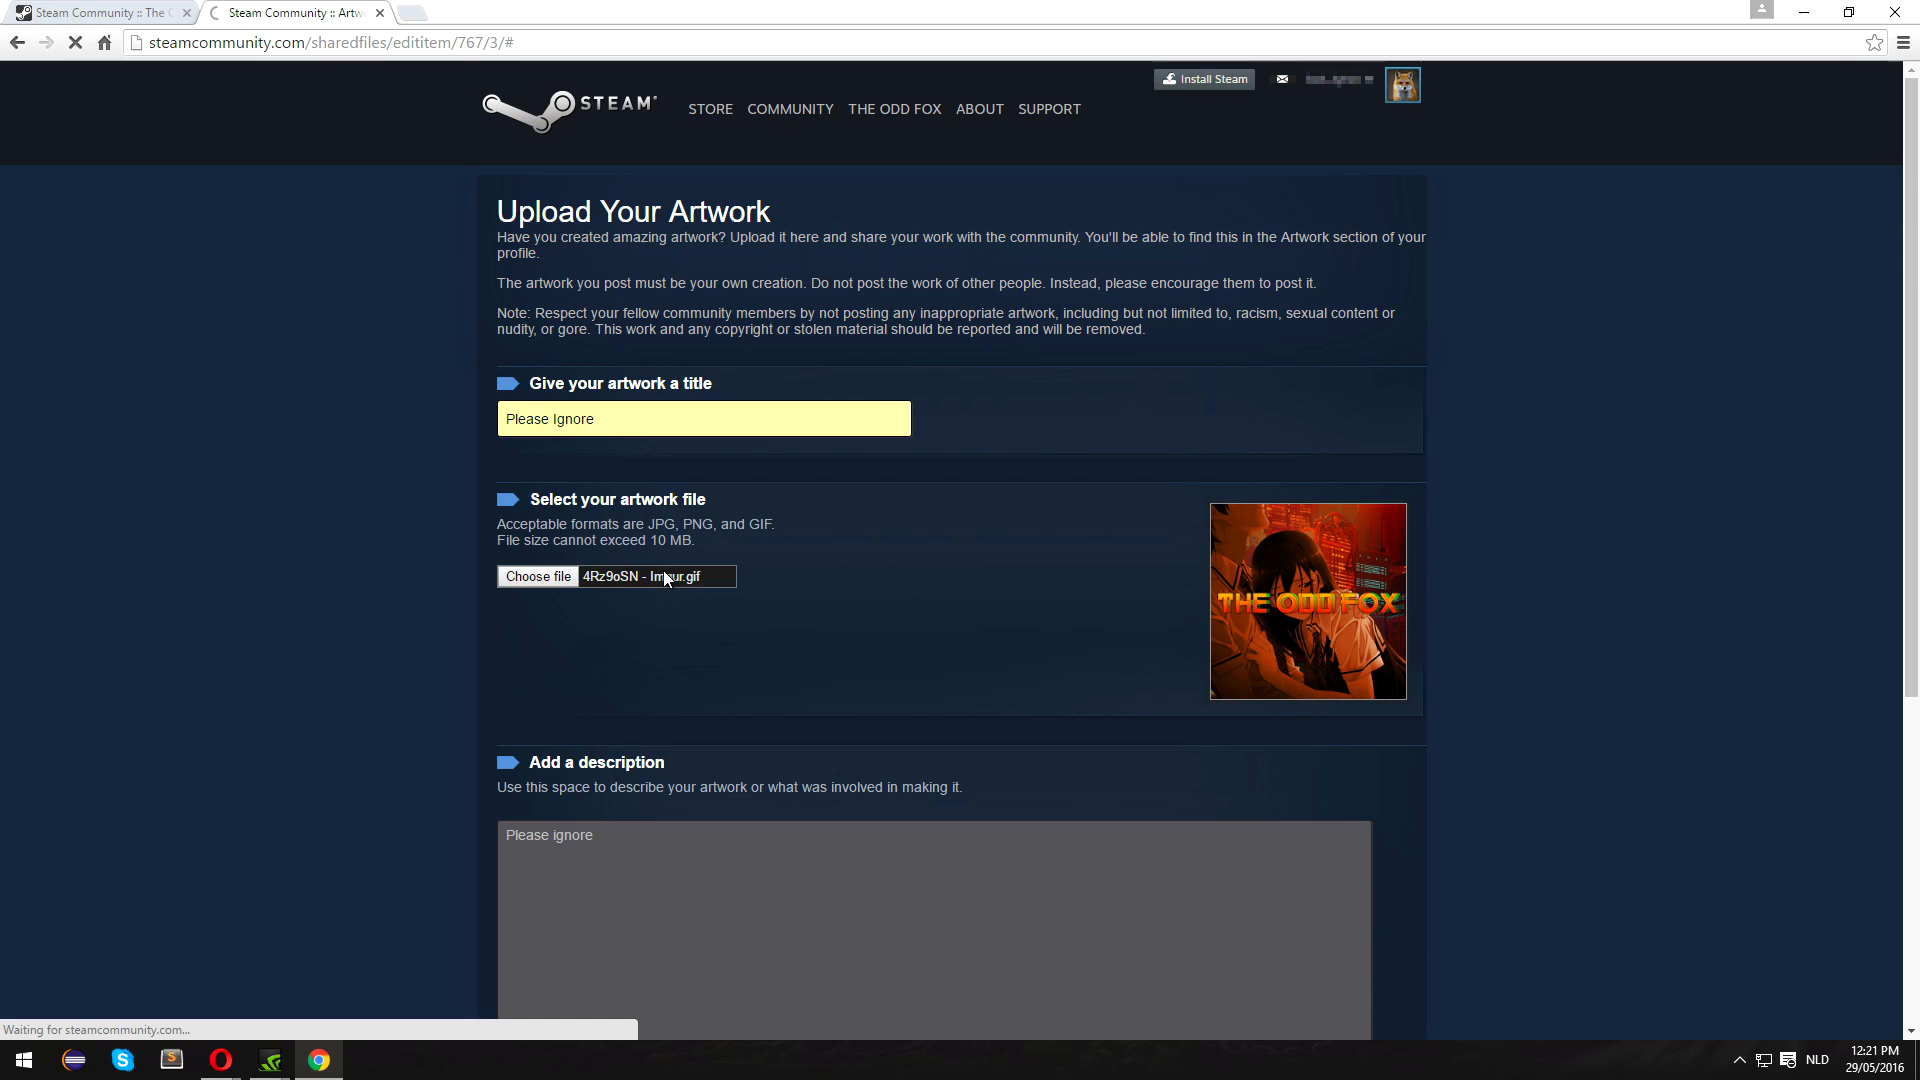 Steam Community :: The O
Steam Community :: Artw
steamcommunity.com/sharedfiles/edititem/767/3/#
Install Steam
STEAM®
STORE COMMUNITY THE ODD FOX ABOUT SUPPORT
Upload Your Artwork
Have you created amazing artwork? Upload it here and share your work with the community. You'll be able to find this in the Artwork section of your
profile.
The artwork you post must be your own creation. Do not post the work of other people. Instead, please encourage them to post it.
Note: Respect your fellow community members by not posting any inappropriate artwork, including but not limited to, racism, sexual content or
nudity, or gore. This work and any copyright or stolen material should be reported and will be removed.
Give your artwork a title
Please Ignore
Select your artwork file
Acceptable formats are JPG, PNG, and GIF.
File size cannot exceed 10 MB.
Choose file 4Rz9oSN - Imgur.gif
THE ODD FOX
Add a description
Use this space to describe your artwork or what was involved in making it.
Please ignore
Waiting for steamcommunity.com...
NLD
12:21 PM
29/05/2016